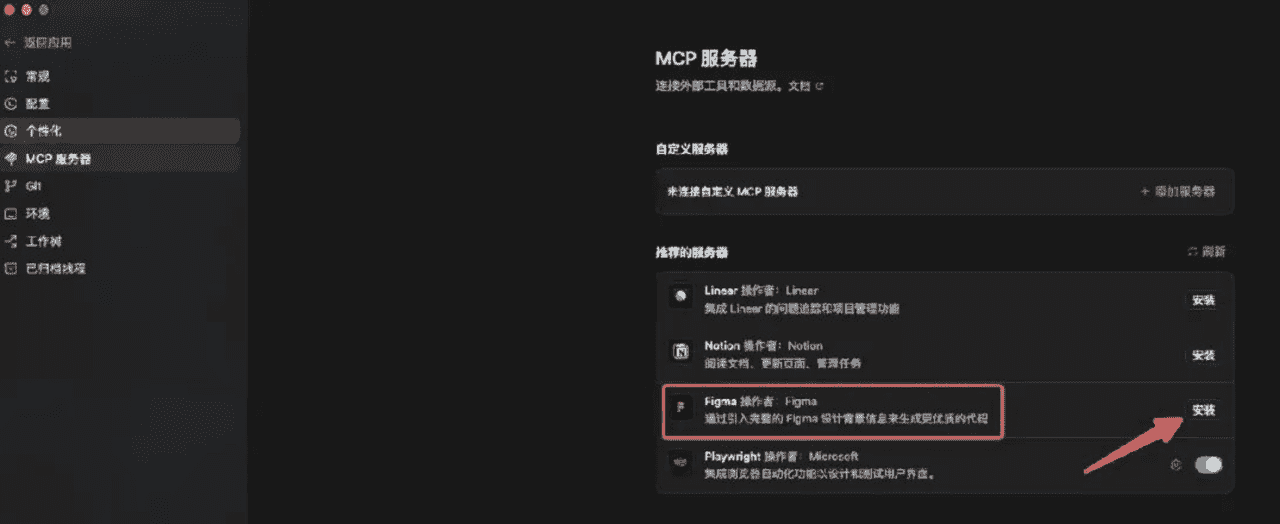 返回应用
常规
配置
个性化
MCP 服务器
Git
环境
工作树
已归档线程
MCP 服务器
连接外部工具和数据源。文档
自定义服务器
未连接自定义 MCP 服务器
+ 添加服务器
推荐的服务器
刷新
Linear 操作者：Linear
集成 Linear 的问题追踪和项目管理功能
安装
Notion 操作者：Notion
阅读文档、更新页面、管理任务
安装
Figma 操作者：Figma
通过引入完整的 Figma 设计背景信息来生成更优质的代码
安装
Playwright 操作者：Microsoft
集成浏览器自动化功能以设计和测试用户界面。